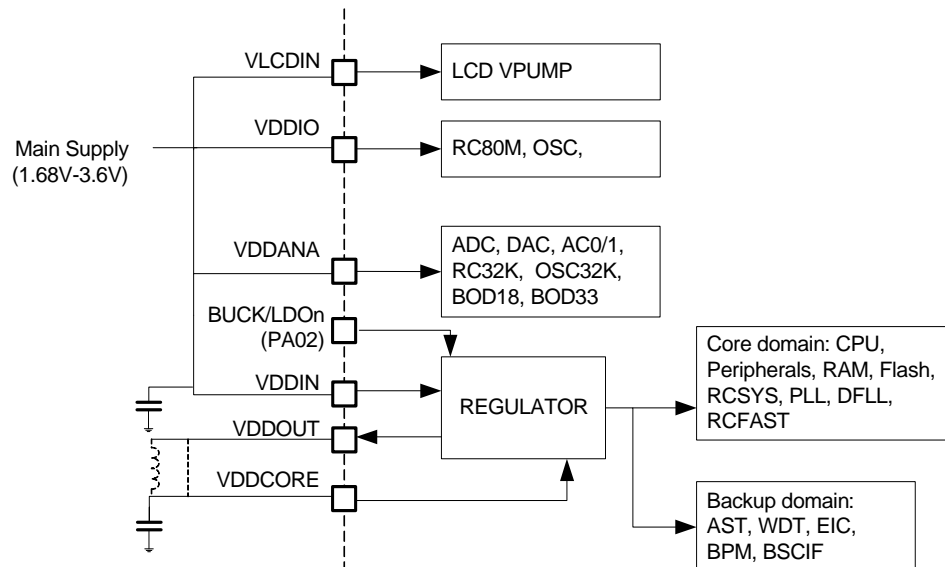 VLCDIN
LCD VPUMP
VDDIO
RC80M, OSC,
Main Supply
(1.68V-3.6V)
VDDANA
ADC, DAC, AC0/1,
RC32K, OSC32K,
BOD18, BOD33
BUCK/LDOn
(PA02)
VDDIN
REGULATOR
Core domain: CPU,
Peripherals, RAM, Flash,
RCSYS, PLL, DFLL,
RCFAST
VDDOUT
VDDCORE
Backup domain:
AST, WDT, EIC,
BPM, BSCIF